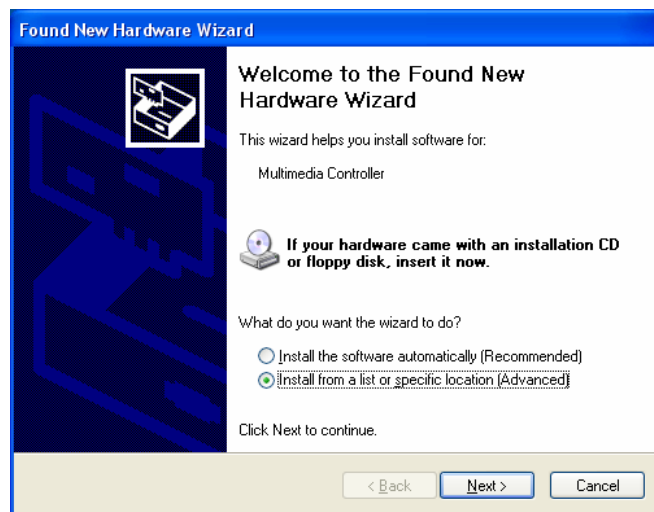 Found New Hardware Wizard
Welcome to the Found New
Hardware Wizard
This wizard helps you install software for:
Multimedia Controller
If your hardware came with an installation CD
or floppy disk, insert it now.
What do you want the wizard to do?
Install the software automatically (Recommended)
Install from a list or specific location (Advanced)
Click Next to continue.
< Back Next > Cancel